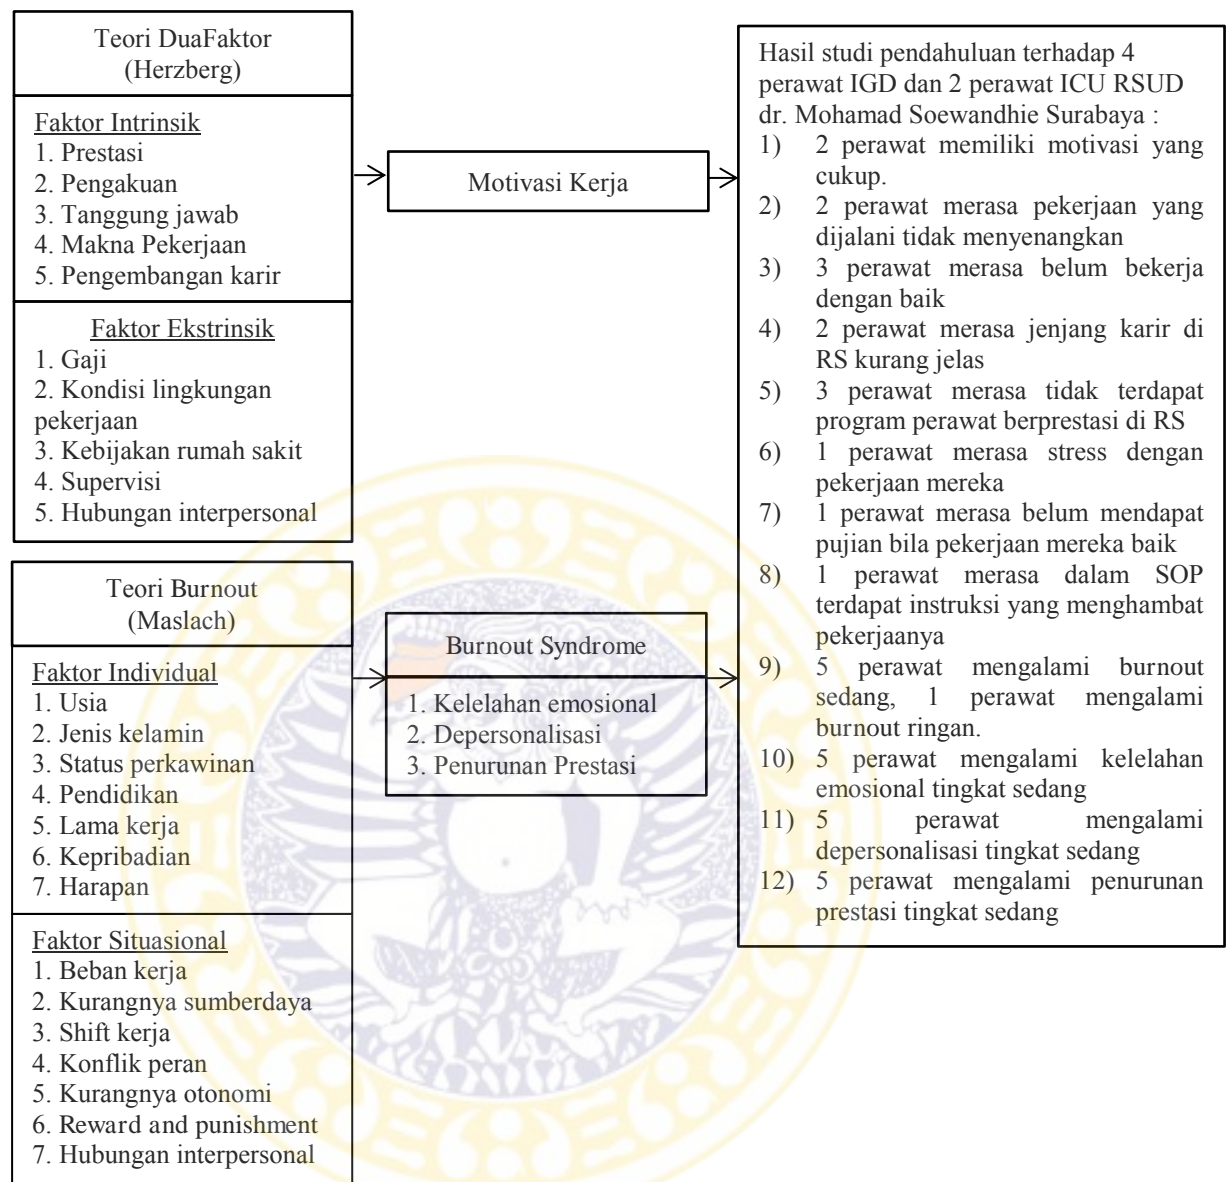 Teori DuaFaktor
(Herzberg)
Faktor Intrinsik
1. Prestasi
2. Pengakuan
3. Tanggung jawab
4. Makna Pekerjaan
5. Pengembangan karir
Faktor Ekstrinsik
1. Gaji
2. Kondisi lingkungan
pekerjaan
3. Kebijakan rumah sakit
4. Supervisi
5. Hubungan interpersonal
Motivasi Kerja
Teori Burnout
(Maslach)
Faktor Individual
1. Usia
2. Jenis kelamin
3. Status perkawinan
4. Pendidikan
5. Lama kerja
6. Kepribadian
7. Harapan
Faktor Situasional
1. Beban kerja
2. Kurangnya sumberdaya
3. Shift kerja
4. Konflik peran
5. Kurangnya otonomi
6. Reward and punishment
7. Hubungan interpersonal
Burnout Syndrome
1. Kelelahan emosional
2. Depersonalisasi
3. Penurunan Prestasi
Hasil studi pendahuluan terhadap 4
perawat IGD dan 2 perawat ICU RSUD
dr. Mohamad Soewandhie Surabaya :
1) 2 perawat memiliki motivasi yang
cukup.
2) 2 perawat merasa pekerjaan yang
dijalani tidak menyenangkan
3) 3 perawat merasa belum bekerja
dengan baik
4) 2 perawat merasa jenjang karir di
RS kurang jelas
5) 3 perawat merasa tidak terdapat
program perawat berprestasi di RS
6) 1 perawat merasa stress dengan
pekerjaan mereka
7) 1 perawat merasa belum mendapat
pujian bila pekerjaan mereka baik
8) 1 perawat merasa dalam SOP
terdapat instruksi yang menghambat
pekerjaanya
9) 5 perawat mengalami burnout
sedang, 1 perawat mengalami
burnout ringan.
10) 5 perawat mengalami kelelahan
emosional tingkat sedang
11) 5 perawat mengalami
depersonalisasi tingkat sedang
12) 5 perawat mengalami penurunan
prestasi tingkat sedang